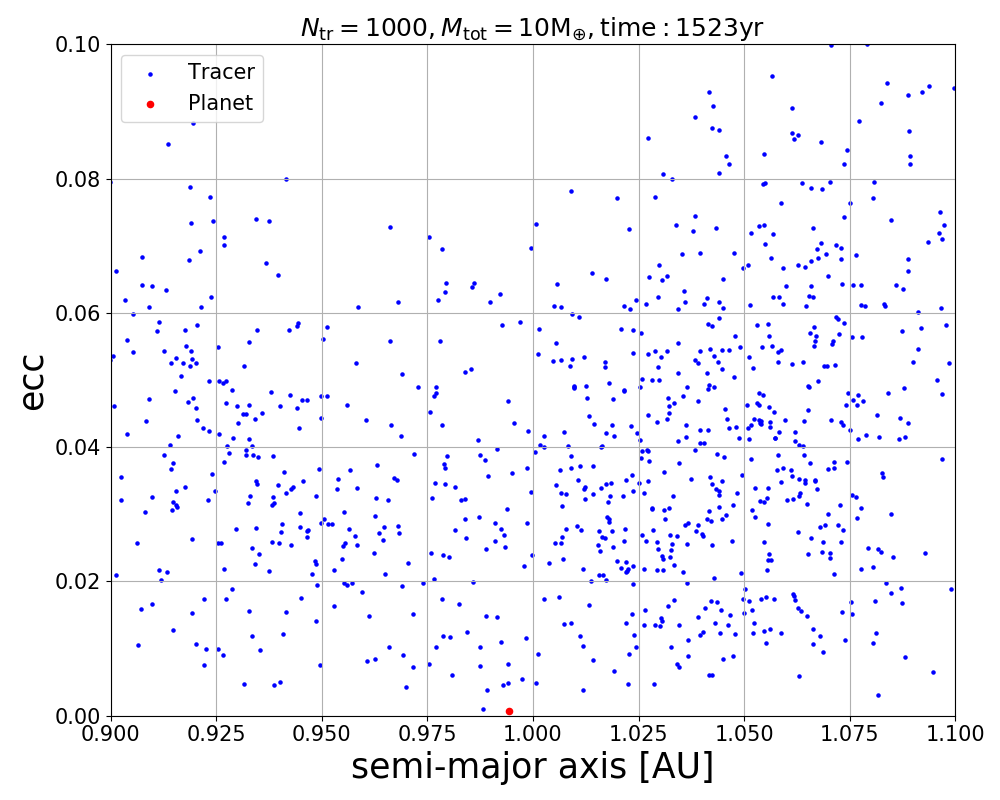 N_tr = 1000, M_tot = 10M_⊕, time : 1523yr
Tracer
Planet
0.10
0.08
0.06
0.04
0.02
0.00
ecc
0.900 0.925 0.950 0.975 1.000 1.025 1.050 1.075 1.100
semi-major axis [AU]